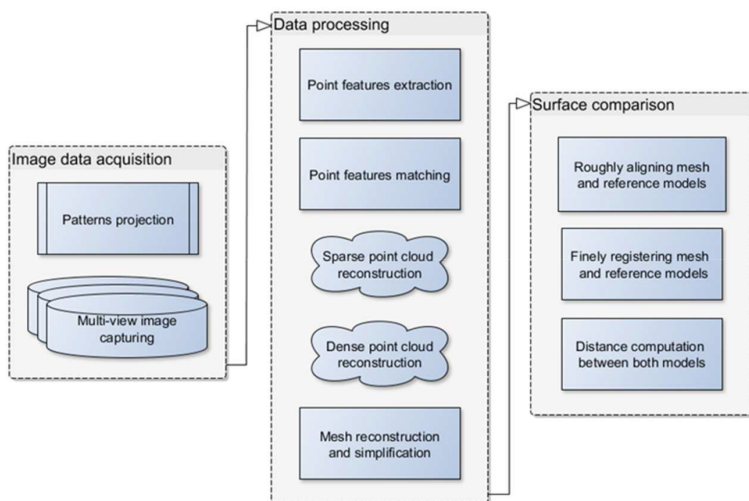 Image data acquisition
Patterns projection
Multi-view image
capturing
Data processing
Point features extraction
Point features matching
Sparse point cloud
reconstruction
Dense point cloud
reconstruction
Mesh reconstruction
and simplification
Surface comparison
Roughly aligning mesh
and reference models
Finely registering mesh
and reference models
Distance computation
between both models